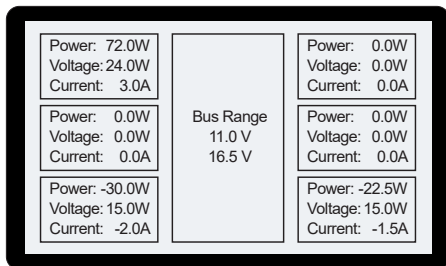 Power: 72.0W
Voltage: 24.0W
Current: 3.0A
Power: 0.0W
Voltage: 0.0W
Current: 0.0A
Power: -30.0W
Voltage: 15.0W
Current: -2.0A
Bus Range
11.0 V
16.5 V
Power: 0.0W
Voltage: 0.0W
Current: 0.0A
Power: 0.0W
Voltage: 0.0W
Current: 0.0A
Power: -22.5W
Voltage: 15.0W
Current: -1.5A